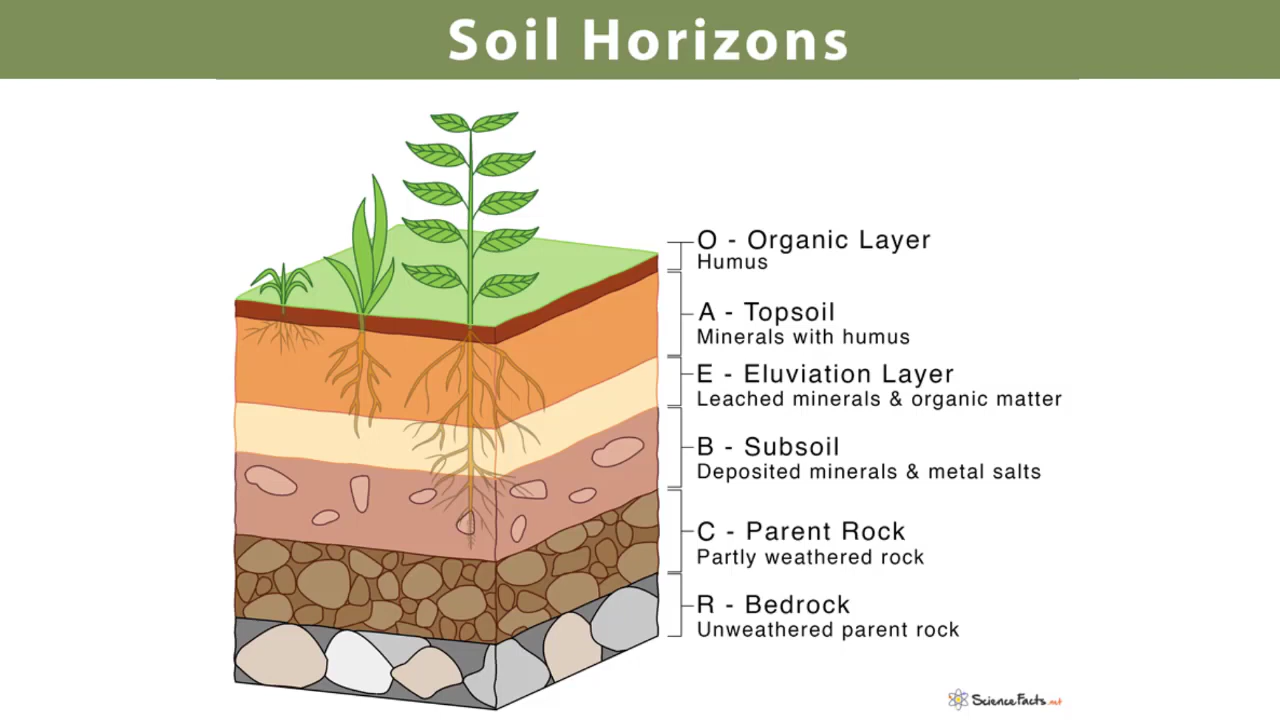 Soil Horizons
O - Organic Layer
Humus
A - Topsoil
Minerals with humus
E - Eluviation Layer
Leached minerals & organic matter
B - Subsoil
Deposited minerals & metal salts
C - Parent Rock
Partly weathered rock
R - Bedrock
Unweathered parent rock
ScienceFacts.net